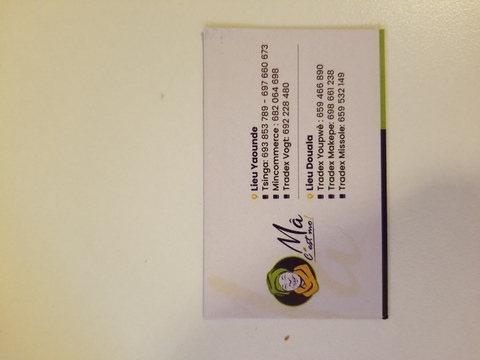 Mâ
C'est moi!
Lieu Yaounde
Tsinga: 693 853 789 - 697 660 673
Mincommerce : 682 064 698
Tradex Vogt: 692 228 480
Lieu Douala
Tradex Youpwè : 659 466 890
Tradex Makepe: 698 661 238
Tradex Missole: 659 532 149